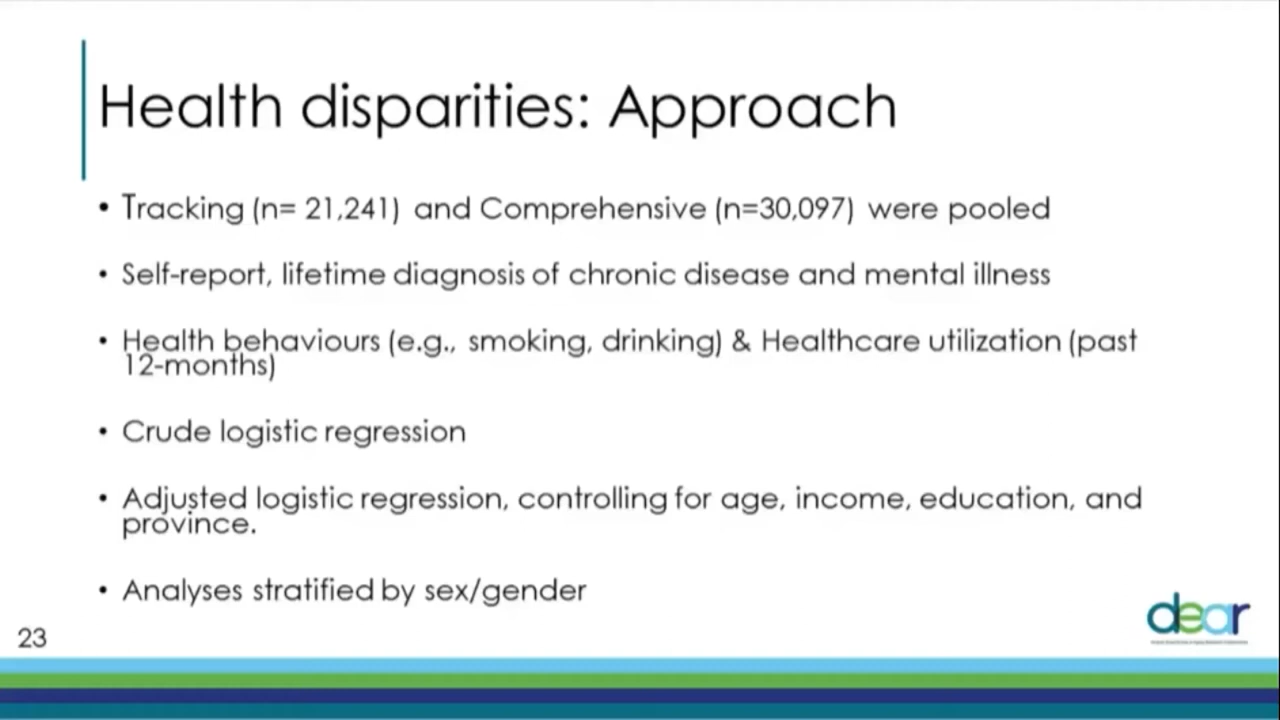 Health disparities: Approach
• Tracking (n= 21,241) and Comprehensive (n=30,097) were pooled
• Self-report, lifetime diagnosis of chronic disease and mental illness
• Health behaviours (e.g., smoking, drinking) & Healthcare utilization (past
12-months)
• Crude logistic regression
• Adjusted logistic regression, controlling for age, income, education, and
province.
• Analyses stratified by sex/gender
dear
23